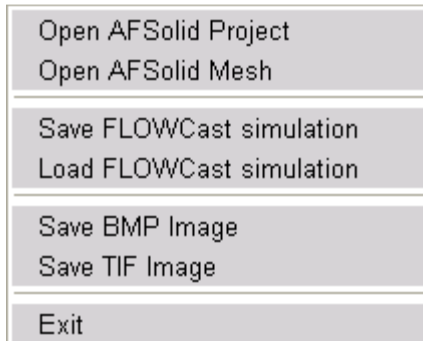 Open AFSolid Project
Open AFSolid Mesh
Save FLOWCast simulation
Load FLOWCast simulation
Save BMP Image
Save TIF Image
Exit